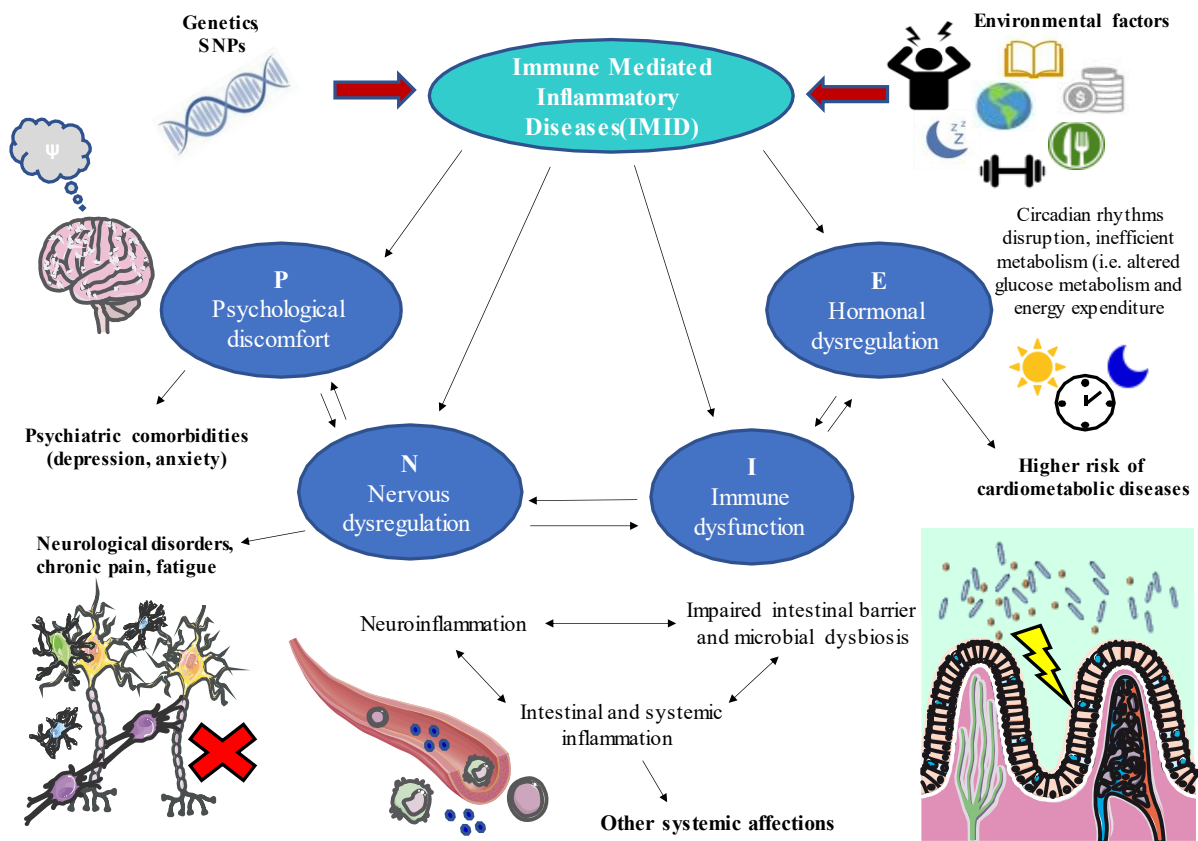 Genetics,
SNPs
Environmental factors
Immune Mediated
Inflammatory
Diseases(IMID)
$
z z z
Ψ
Circadian rhythms
disruption, inefficient
metabolism (i.e. altered
glucose metabolism and
energy expenditure
P
Psychological
discomfort
E
Hormonal
dysregulation
Psychiatric comorbidities
(depression, anxiety)
N
Nervous
dysregulation
I
Immune
dysfunction
Higher risk of
cardiometabolic diseases
Neurological disorders,
chronic pain, fatigue
Neuroinflammation
Impaired intestinal barrier
and microbial dysbiosis
Intestinal and systemic
inflammation
Other systemic affections